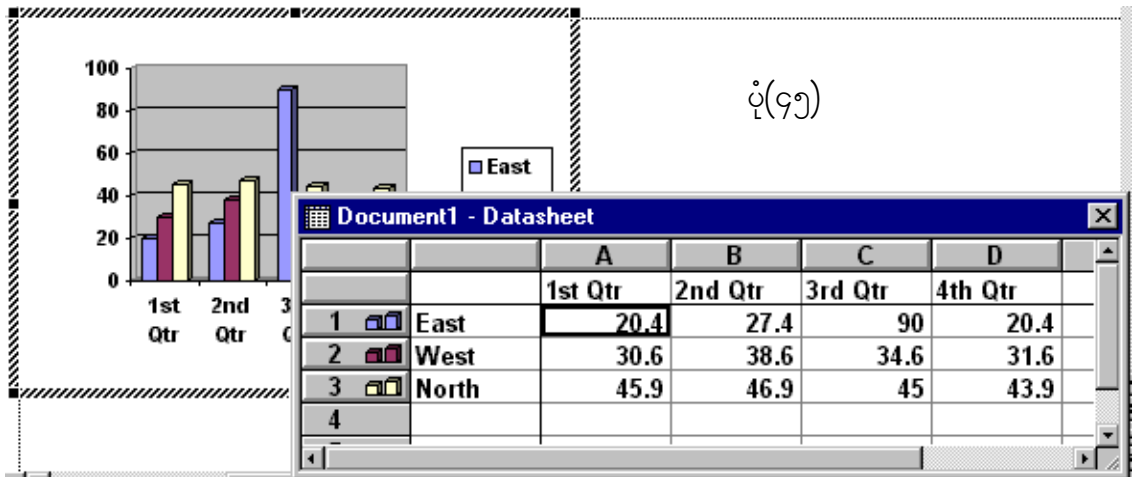 ပုံ(၄၅)
100
80
60
40
20
0
1st Qtr
2nd Qtr
3
East
Document1 - Datasheet
A B C D
1st Qtr 2nd Qtr 3rd Qtr 4th Qtr
1 East 20.4 27.4 90 20.4
2 West 30.6 38.6 34.6 31.6
3 North 45.9 46.9 45 43.9
4